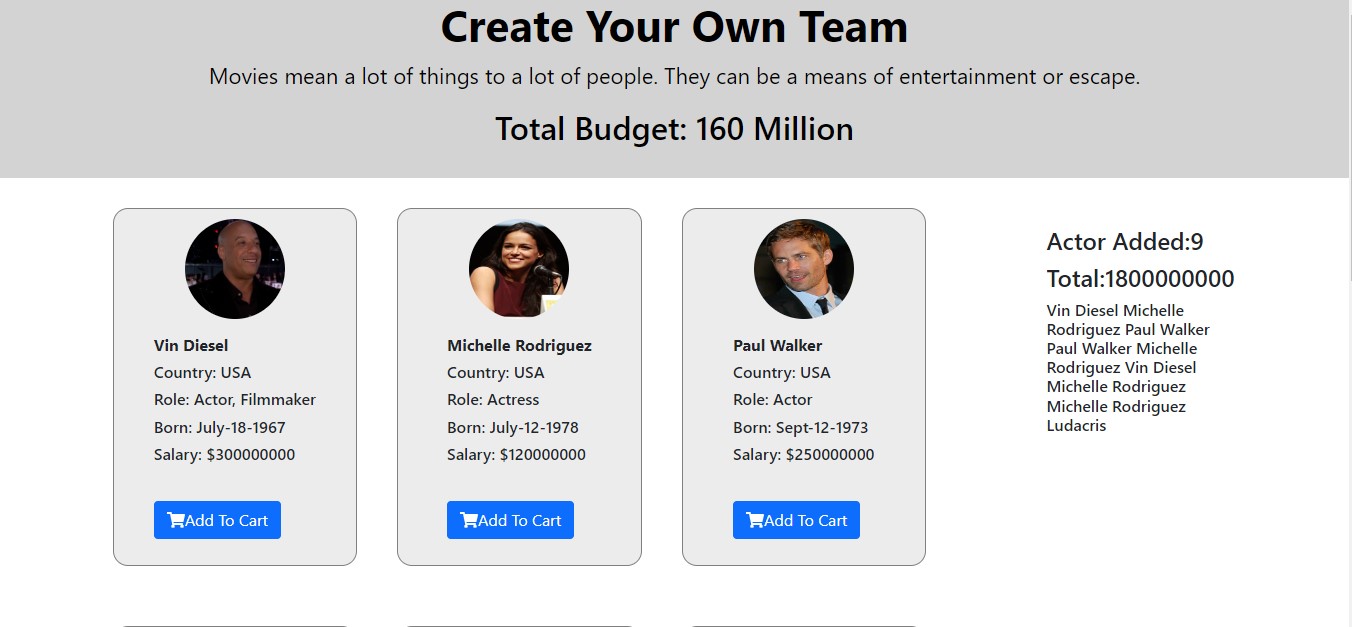 Create Your Own Team
Movies mean a lot of things to a lot of people. They can be a means of entertainment or escape.
Total Budget: 160 Million
Vin Diesel
Country: USA
Role: Actor, Filmmaker
Born: July-18-1967
Salary: $300000000
Add To Cart
Michelle Rodriguez
Country: USA
Role: Actress
Born: July-12-1978
Salary: $120000000
Add To Cart
Paul Walker
Country: USA
Role: Actor
Born: Sept-12-1973
Salary: $250000000
Add To Cart
Actor Added:9
Total:1800000000
Vin Diesel Michelle
Rodriguez Paul Walker
Paul Walker Michelle
Rodriguez Vin Diesel
Michelle Rodriguez
Michelle Rodriguez
Ludacris